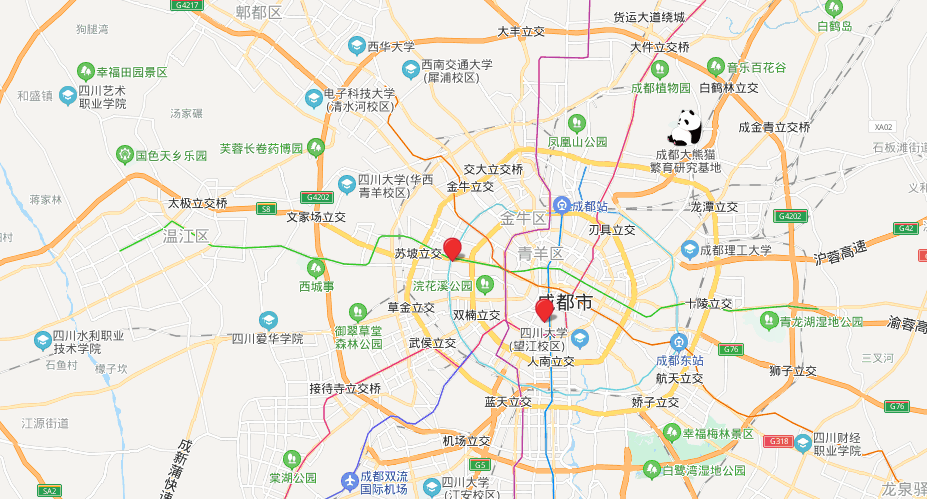 G4217
郫都区
货运大道绕城
白鹤岛
狗腿湾
大丰立交
西华大学
大件立交桥
西南交通大学
(犀浦校区)
幸福田园景区
音乐百花谷
和盛镇
四川艺术
职业学院
电子科技大学
(清水河校区)
成都植物园
白鹤林立交
汤家碾
凤凰山公园
成金青立交桥
XA02
石板滩街道
芙蓉长卷药博园
国色天乡乐园
成都大熊猫
繁育研究基地
交大立交桥
四川大学(华西
青羊校区)
金牛立交
义和
蒋家林
太极立交桥
S8
G4202
文家场立交
金牛区
成都站
龙潭立交
G4202
刃具立交
G42
温江区
苏坡立交
青羊区
成都理工大学
沪蓉高速
西城事
浣花溪公园
草金立交
双楠立交
成都市
十陵立交
青龙湖湿地公园
渝蓉高速
四川水利职业
技术学院
四川爱华学院
御翠草堂
森林公园
武侯立交
四川大学
(望江校区)
人南立交
成都东站
G76
石鱼村
檬子坎
三叉河
接待寺立交桥
航天立交
狮子立交
蓝天立交
娇子立交
G76
江源街道
机场立交
幸福梅林景区
G318
四川财经
职业学院
成新蒲快速
棠湖公园
G5
白鹭湾湿地公园
成都双流
国际机场
四川大学
(江安校区)
SA2
龙泉驿